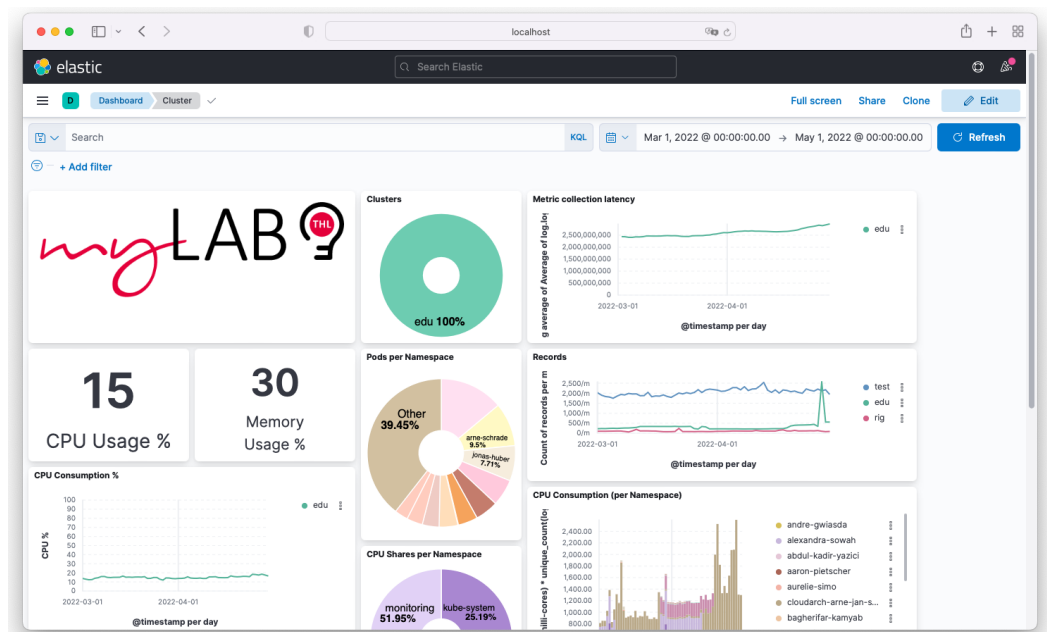 localhost
elastic
Search Elastic
D
Dashboard
Cluster
Full screen
Share
Clone
Edit
Search
KQL
Mar 1, 2022 @ 00:00:00.00 → May 1, 2022 @ 00:00:00.00
Refresh
+ Add filter
myLAB
THL
Clusters
edu 100%
Metric collection latency
g average of Average of log.log
2,500,000,000
2,000,000,000
1,500,000,000
1,000,000,000
500,000,000
0
2022-03-01
2022-04-01
@timestamp per day
edu
15
CPU Usage %
30
Memory
Usage %
Pods per Namespace
Other
39.45%
arne-schrade
9.5%
jonas-huber
7.71%
Records
Count of records per m
2,500/m
2,000/m
1,500/m
1,000/m
500/m
0/m
2022-03-01
2022-04-01
@timestamp per day
test
edu
rig
CPU Consumption %
CPU %
100
90
80
70
60
50
40
30
20
10
0
2022-03-01
2022-04-01
@timestamp per day
edu
CPU Shares per Namespace
monitoring
51.95%
kube-system
25.19%
CPU Consumption (per Namespace)
milli-cores) * unique_count(lo
2,400.00
2,200.00
2,000.00
1,800.00
1,600.00
1,400.00
1,200.00
1,000.00
800.00
andre-gwiasda
alexandra-sowah
abdul-kadir-yazici
aaron-pietscher
aurelie-simo
cloudarch-arne-jan-s...
bagherifar-kamyab